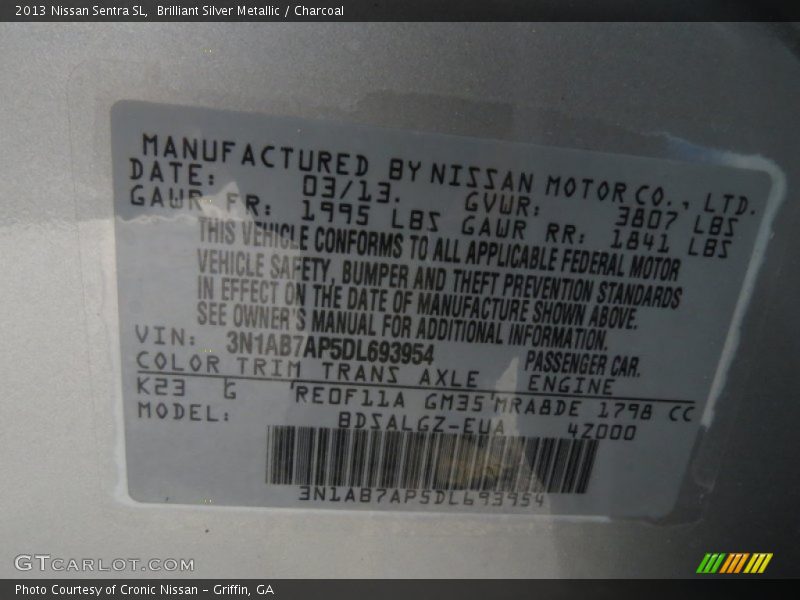 2013 Nissan Sentra SL,  Brilliant Silver Metallic / Charcoal
MANUFACTURED BY NISSAN MOTOR CO., LTD.
DATE: 03/13. GVWR: 3807 LBS
GAWR FR: 1995 LBS GAWR RR: 1841 LBS
THIS VEHICLE CONFORMS TO ALL APPLICABLE FEDERAL MOTOR
VEHICLE SAFETY, BUMPER AND THEFT PREVENTION STANDARDS
IN EFFECT ON THE DATE OF MANUFACTURE SHOWN ABOVE.
SEE OWNER'S MANUAL FOR ADDITIONAL INFORMATION.
VIN: 3N1AB7AP5DL693954 PASSENGER CAR.
COLOR TRIM TRANS AXLE ENGINE
K23 G RE0F11A GM35 MRA8DE 1798 CC
MODEL: BDSALGZ-EUA 4Z000
3N1AB7AP5DL693954
GTCARLOT.COM
Photo Courtesy of Cronic Nissan - Griffin, GA